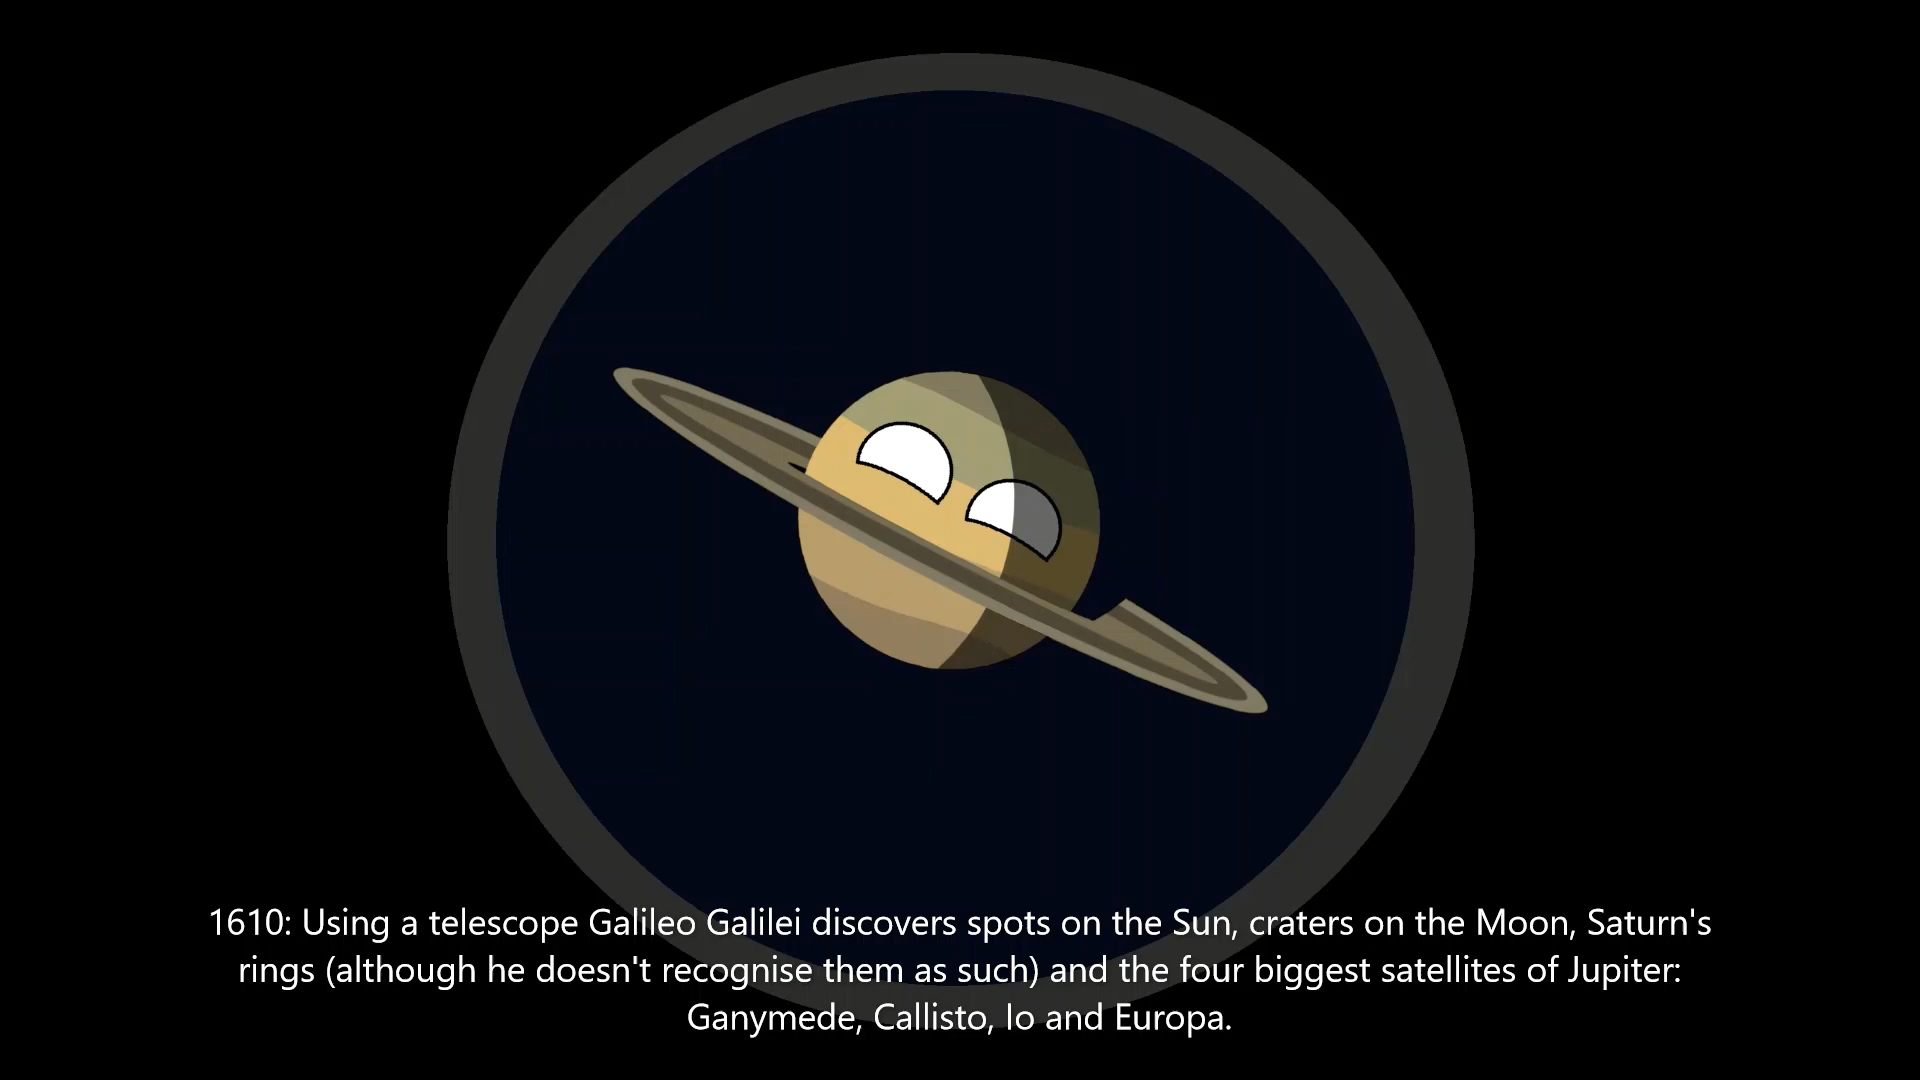 1610: Using a telescope Galileo Galilei discovers spots on the Sun, craters on the Moon, Saturn's
rings (although he doesn't recognise them as such) and the four biggest satellites of Jupiter:
Ganymede, Callisto, Io and Europa.